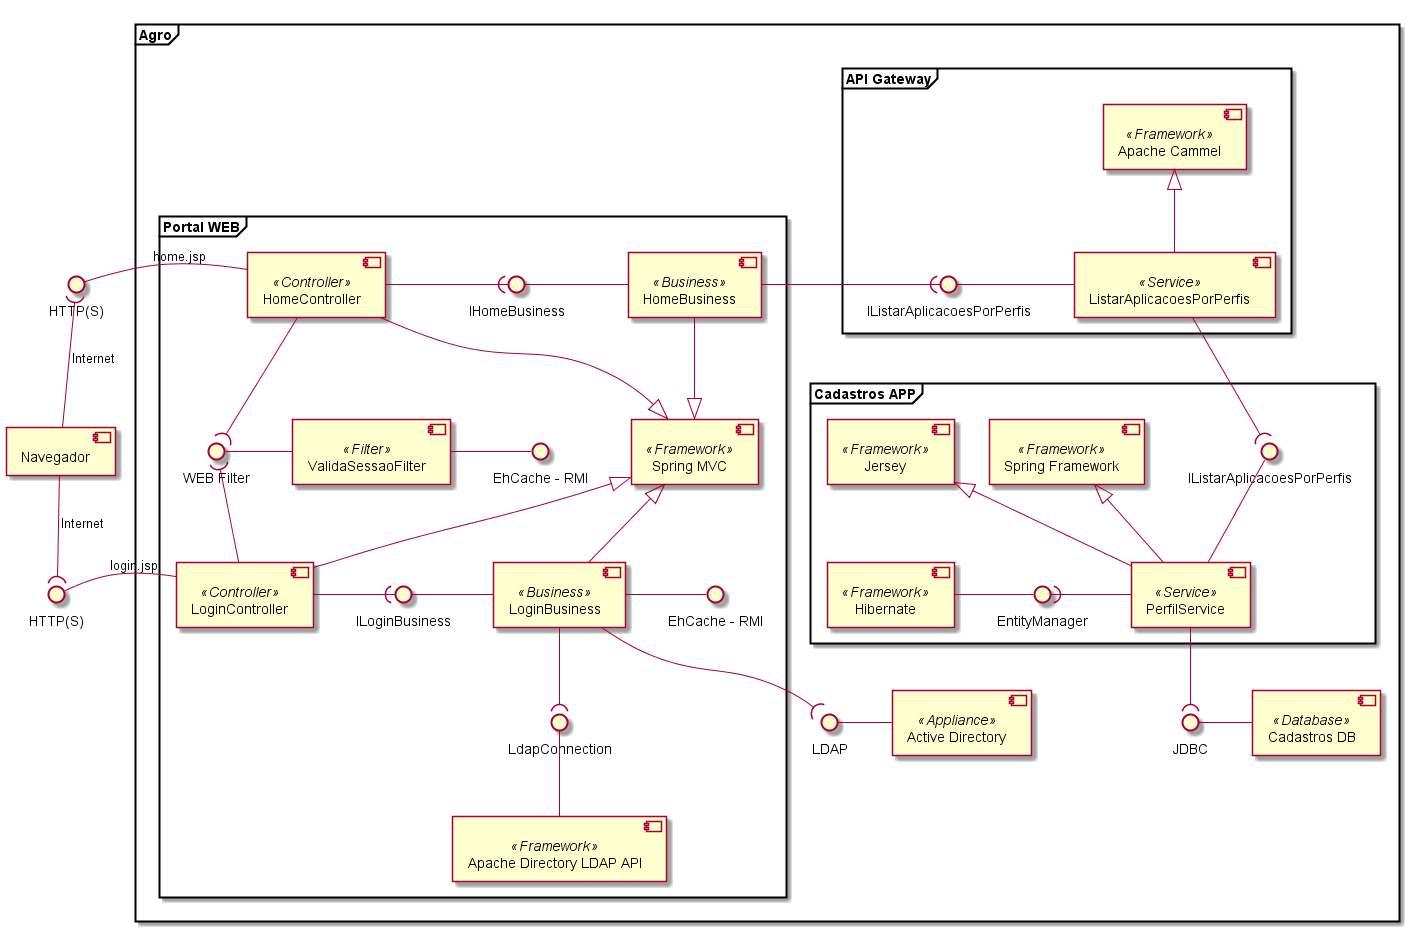 Agro
API Gateway
«Framework»
Apache Cammel
Portal WEB
home.jsp
HTTP(S)
«Controller»
HomeController
IHomeBusiness
«Business»
HomeBusiness
IListarAplicacoesPorPerfis
«Service»
ListarAplicacoesPorPerfis
Internet
Cadastros APP
Navegador
WEB Filter
«Filter»
ValidaSessaoFilter
EhCache - RMI
«Framework»
Spring MVC
«Framework»
Jersey
«Framework»
Spring Framework
IListarAplicacoesPorPerfis
Internet
login.jsp
HTTP(S)
«Controller»
LoginController
ILoginBusiness
«Business»
LoginBusiness
EhCache - RMI
«Framework»
Hibernate
EntityManager
«Service»
PerfilService
LdapConnection
LDAP
«Appliance»
Active Directory
JDBC
«Database»
Cadastros DB
«Framework»
Apache Directory LDAP API